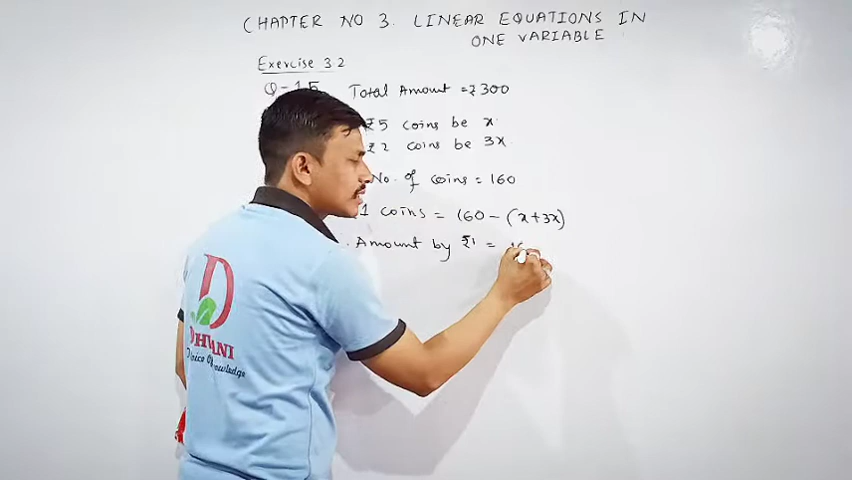 CHAPTER NO 3. LINEAR EQUATIONS IN
ONE VARIABLE
Exercise 3.2
Q-15 Total Amount = ₹300
₹5 coins be x
₹2 coins be 3x
No. of coins = 160
1 coins = 160 - (x+3x)
Amount by ₹1 =
D
DHVANI